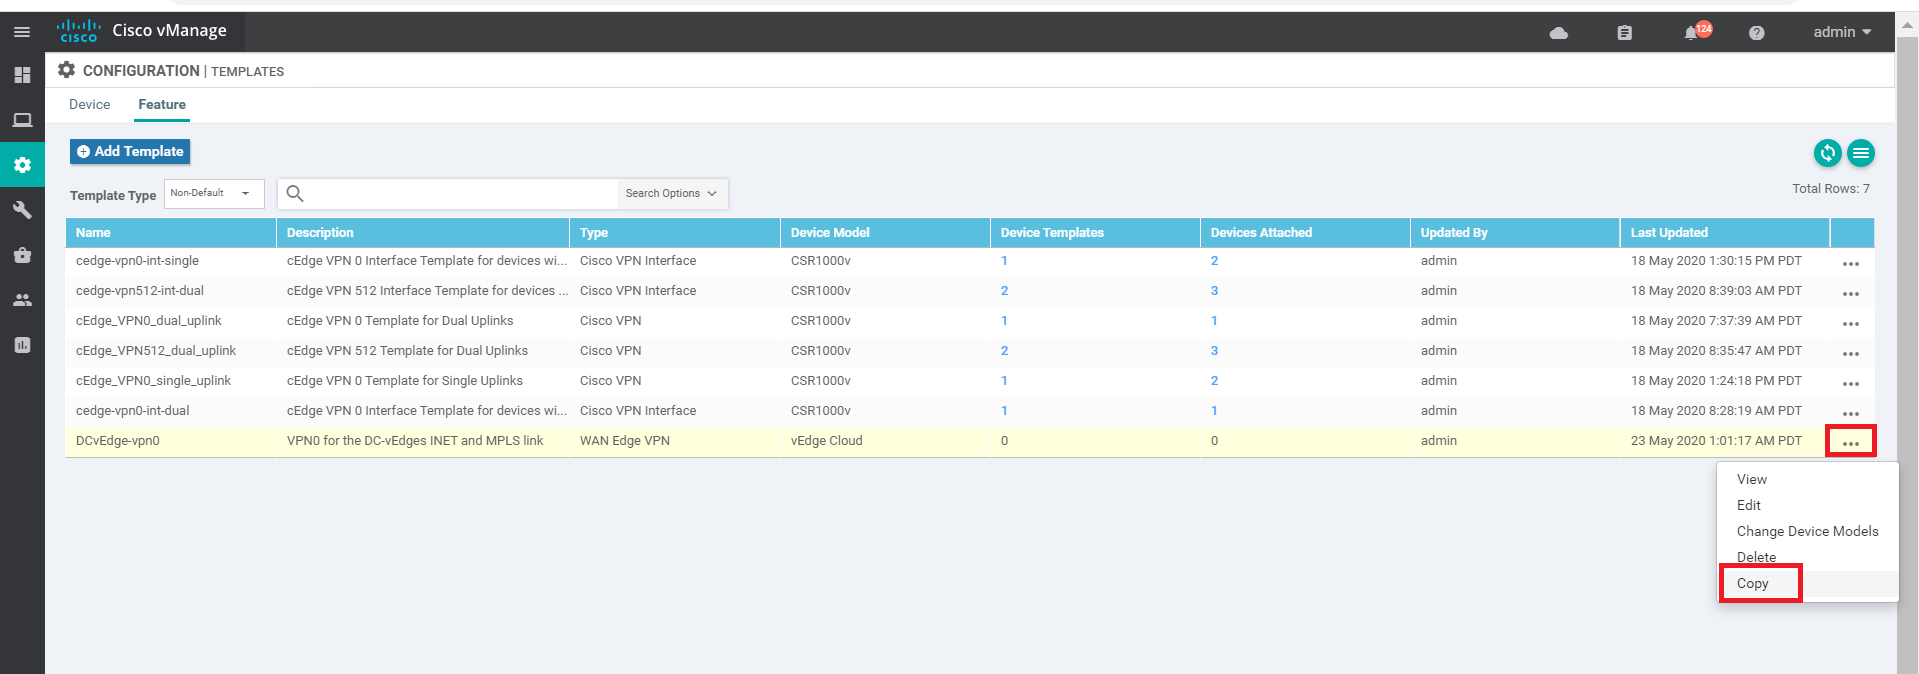 cisco Cisco vManage 124 admin
CONFIGURATION | TEMPLATES
Device Feature
Add Template
Template Type Non-Default Search Options Total Rows: 7
Name Description Type Device Model Device Templates Devices Attached Updated By Last Updated
cedge-vpn0-int-single cEdge VPN 0 Interface Template for devices wi... Cisco VPN Interface CSR1000v 1 2 admin 18 May 2020 1:30:15 PM PDT
cedge-vpn512-int-dual cEdge VPN 512 Interface Template for devices ... Cisco VPN Interface CSR1000v 2 3 admin 18 May 2020 8:39:03 AM PDT
cEdge_VPN0_dual_uplink cEdge VPN 0 Template for Dual Uplinks Cisco VPN CSR1000v 1 1 admin 18 May 2020 7:37:39 AM PDT
cEdge_VPN512_dual_uplink cEdge VPN 512 Template for Dual Uplinks Cisco VPN CSR1000v 2 3 admin 18 May 2020 8:35:47 AM PDT
cEdge_VPN0_single_uplink cEdge VPN 0 Template for Single Uplinks Cisco VPN CSR1000v 1 2 admin 18 May 2020 1:24:18 PM PDT
cedge-vpn0-int-dual cEdge VPN 0 Interface Template for devices wi... Cisco VPN Interface CSR1000v 1 1 admin 18 May 2020 8:28:19 AM PDT
DCvEdge-vpn0 VPN0 for the DC-vEdges INET and MPLS link WAN Edge VPN vEdge Cloud 0 0 admin 23 May 2020 1:01:17 AM PDT
View
Edit
Change Device Models
Delete
Copy